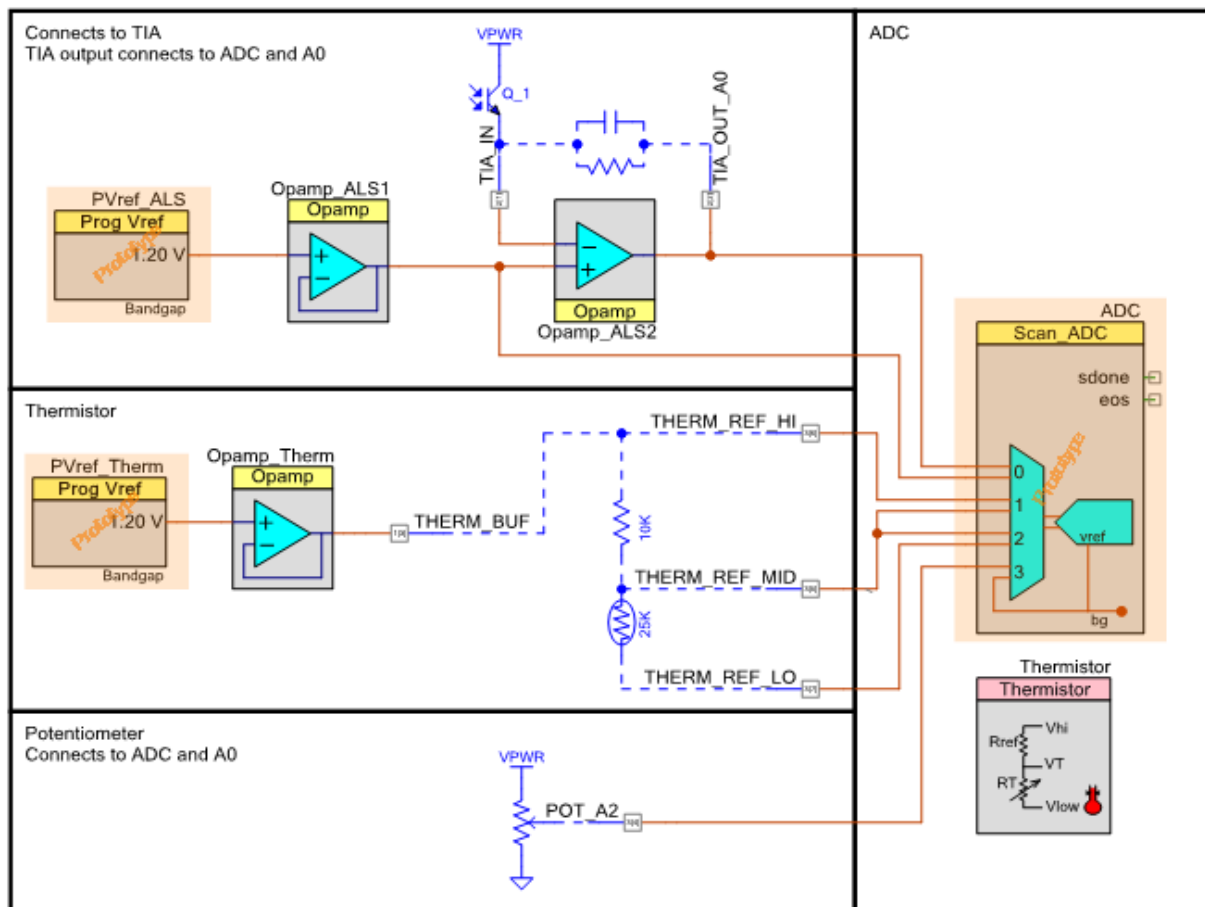 Connects to TIA
TIA output connects to ADC and A0
VPWR
Q_1
TIA_IN
TIA_OUT_A0
PVref_ALS
Prog Vref
1.20 V
Prototype
Bandgap
Opamp_ALS1
Opamp
Opamp
Opamp_ALS2
Thermistor
PVref_Therm
Prog Vref
1.20 V
Prototype
Bandgap
Opamp_Therm
Opamp
THERM_BUF
THERM_REF_HI
10K
THERM_REF_MID
25K
THERM_REF_LO
Potentiometer
Connects to ADC and A0
VPWR
POT_A2
ADC
ADC
Scan_ADC
sdone
eos
Prototype
0
1
2
3
vref
bg
Thermistor
Thermistor
Vhi
Rref
VT
RT
Vlow